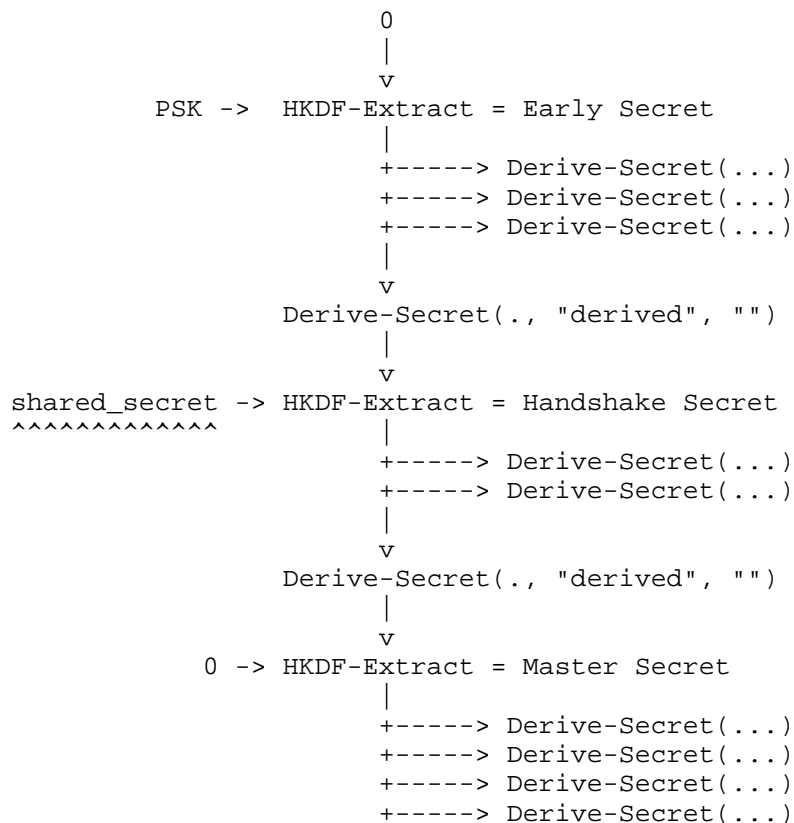 0
|
v
PSK -> HKDF-Extract = Early Secret
|
+-----> Derive-Secret(...)
+-----> Derive-Secret(...)
+-----> Derive-Secret(...)
|
v
Derive-Secret(., "derived", "")
|
v
shared_secret -> HKDF-Extract = Handshake Secret
^^^^^^^^^^^^^ |
+-----> Derive-Secret(...)
+-----> Derive-Secret(...)
|
v
Derive-Secret(., "derived", "")
|
v
0 -> HKDF-Extract = Master Secret
|
+-----> Derive-Secret(...)
+-----> Derive-Secret(...)
+-----> Derive-Secret(...)
+-----> Derive-Secret(...)